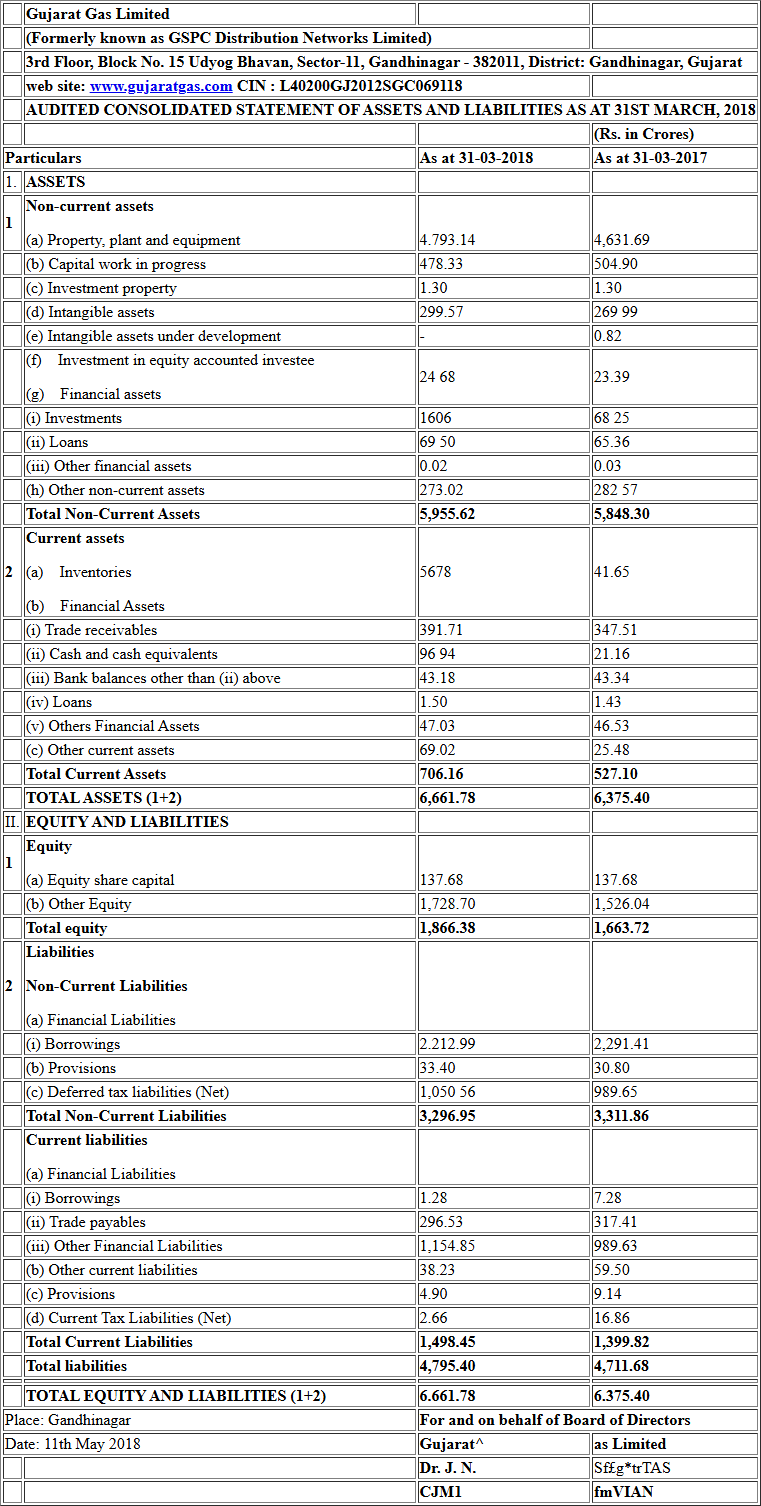 Gujarat Gas Limited
(Formerly known as GSPC Distribution Networks Limited)
3rd Floor, Block No. 15 Udyog Bhavan, Sector-11, Gandhinagar - 382011, District: Gandhinagar, Gujarat
web site: www.gujaratgas.com CIN : L40200GJ2012SGC069118
AUDITED CONSOLIDATED STATEMENT OF ASSETS AND LIABILITIES AS AT 31ST MARCH, 2018
(Rs. in Crores)
Particulars As at 31-03-2018 As at 31-03-2017
1. ASSETS
1 Non-current assets
(a) Property, plant and equipment 4.793.14 4,631.69
(b) Capital work in progress 478.33 504.90
(c) Investment property 1.30 1.30
(d) Intangible assets 299.57 269 99
(e) Intangible assets under development - 0.82
(f) Investment in equity accounted investee
24 68 23.39
(g) Financial assets
(i) Investments 1606 68 25
(ii) Loans 69 50 65.36
(iii) Other financial assets 0.02 0.03
(h) Other non-current assets 273.02 282 57
Total Non-Current Assets 5,955.62 5,848.30
Current assets
2 (a) Inventories 5678 41.65
(b) Financial Assets
(i) Trade receivables 391.71 347.51
(ii) Cash and cash equivalents 96 94 21.16
(iii) Bank balances other than (ii) above 43.18 43.34
(iv) Loans 1.50 1.43
(v) Others Financial Assets 47.03 46.53
(c) Other current assets 69.02 25.48
Total Current Assets 706.16 527.10
TOTAL ASSETS (1+2) 6,661.78 6,375.40
II. EQUITY AND LIABILITIES
1 Equity
(a) Equity share capital 137.68 137.68
(b) Other Equity 1,728.70 1,526.04
Total equity 1,866.38 1,663.72
Liabilities
2 Non-Current Liabilities
(a) Financial Liabilities
(i) Borrowings 2.212.99 2,291.41
(b) Provisions 33.40 30.80
(c) Deferred tax liabilities (Net) 1,050 56 989.65
Total Non-Current Liabilities 3,296.95 3,311.86
Current liabilities
(a) Financial Liabilities
(i) Borrowings 1.28 7.28
(ii) Trade payables 296.53 317.41
(iii) Other Financial Liabilities 1,154.85 989.63
(b) Other current liabilities 38.23 59.50
(c) Provisions 4.90 9.14
(d) Current Tax Liabilities (Net) 2.66 16.86
Total Current Liabilities 1,498.45 1,399.82
Total liabilities 4,795.40 4,711.68
TOTAL EQUITY AND LIABILITIES (1+2) 6.661.78 6.375.40
Place: Gandhinagar For and on behalf of Board of Directors
Date: 11th May 2018 Gujarat^ as Limited
Dr. J. N. Sf£g*trTAS
CJM1 fmVIAN